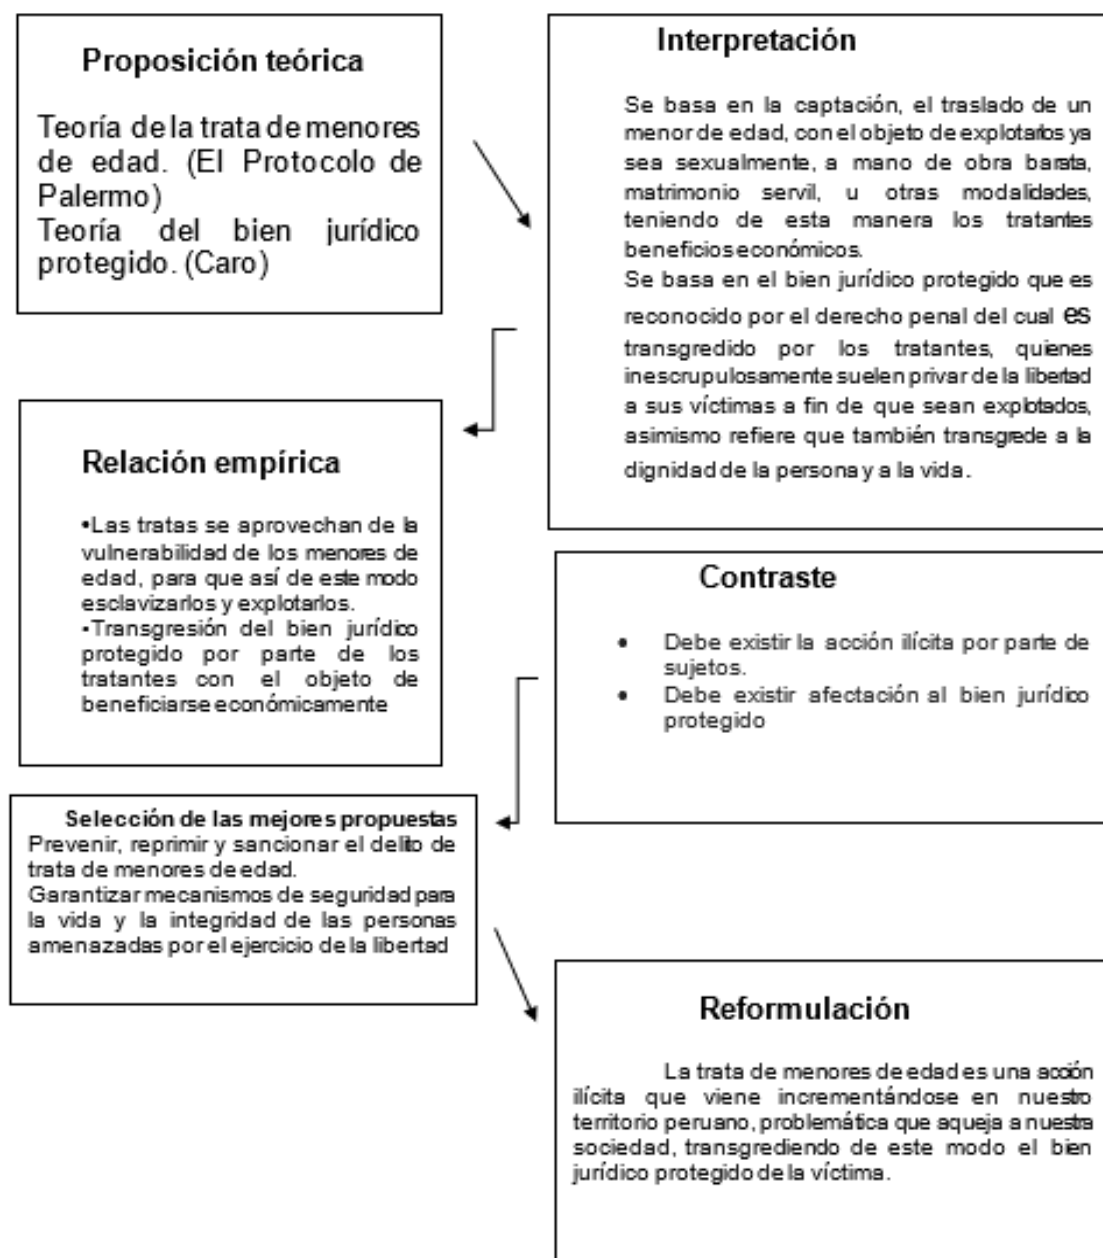 Proposición teórica
Teoría de la trata de menores
de edad. (El Protocolo de
Palermo)
Teoría del bien jurídico
protegido. (Caro)
Interpretación
Se basa en la captación, el traslado de un
menor de edad, con el objeto de explotarlos ya
sea sexualmente, a mano de obra barata,
matrimonio servil, u otras modalidades,
teniendo de esta manera los tratantes
beneficios económicos.
Se basa en el bien jurídico protegido que es
reconocido por el derecho penal del cual es
transgredido por los tratantes, quienes
inescrupulosamente suelen privar de la libertad
a sus víctimas a fin de que sean explotados,
asimismo refiere que también transgrede a la
dignidad de la persona y a la vida.
Relación empírica
•Las tratas se aprovechan de la
vulnerabilidad de los menores de
edad, para que así de este modo
esclavizarlos y explotarlos.
•Transgresión del bien jurídico
protegido por parte de los
tratantes con el objeto de
beneficiarse económicamente
Contraste
• Debe existir la acción ilícita por parte de
sujetos.
• Debe existir afectación al bien jurídico
protegido
Selección de las mejores propuestas
Prevenir, reprimir y sancionar el delito de
trata de menores de edad.
Garantizar mecanismos de seguridad para
la vida y la integridad de las personas
amenazadas por el ejercicio de la libertad
Reformulación
La trata de menores de edad es una acción
ilícita que viene incrementándose en nuestro
territorio peruano, problemática que aqueja a nuestra
sociedad, transgrediendo de este modo el bien
jurídico protegido de la víctima.